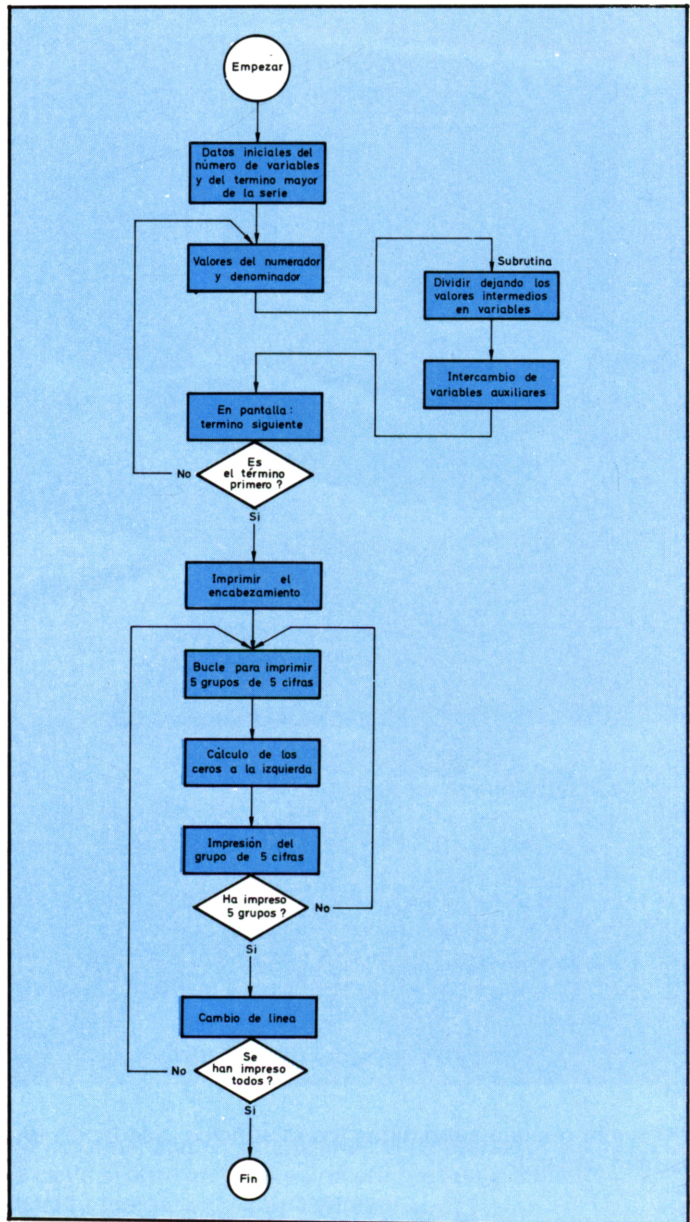 Empezar
Datos iniciales del
número de variables
y del termino mayor
de la serie
Valores del numerador
y denominador
Subrutina
Dividir dejando los
valores intermedios
en variables
Intercambio de
variables auxiliares
En pantalla:
termino siguiente
Es
el término
primero?
No
Si
Imprimir el
encabezamiento
Bucle para imprimir
5 grupos de 5 cifras
Cálculo de los
ceros a la izquierda
Impresión del
grupo de 5 cifras
Ha impreso
5 grupos?
No
Si
Cambio de linea
Se
han impreso
todos?
No
Si
Fin